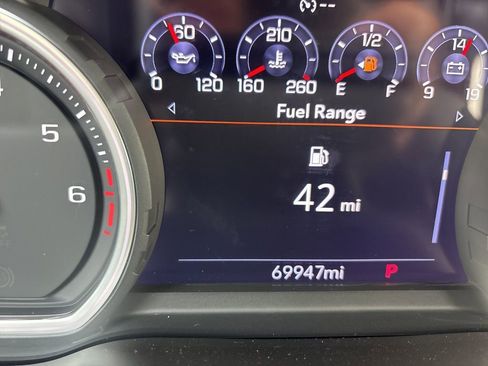 --
60 210 1/2 14
0 120 160 260 E F 9 19
Fuel Range
5
42 mi
6
69947mi P